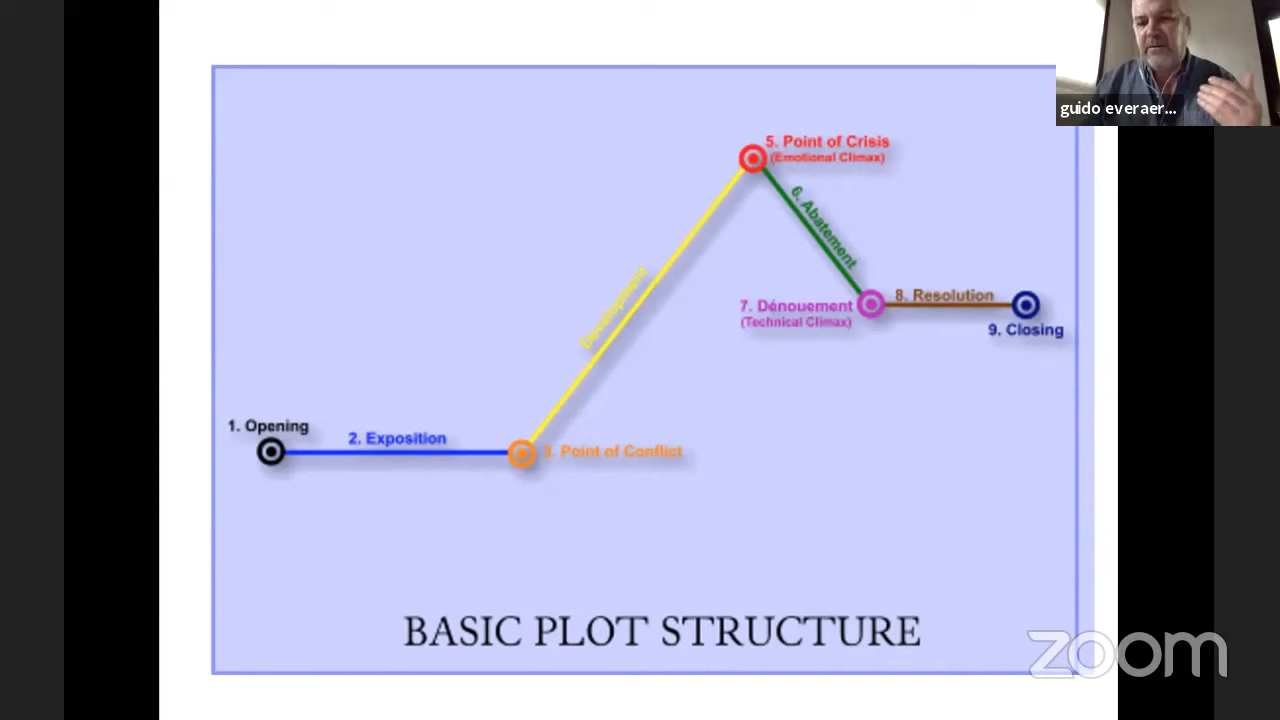 guido everaer...
5. Point of Crisis
(Emotional Climax)
6. Abatement
Development
7. Dénouement
(Technical Climax)
8. Resolution
9. Closing
1. Opening
2. Exposition
3. Point of Conflict
BASIC PLOT STRUCTURE
zoom